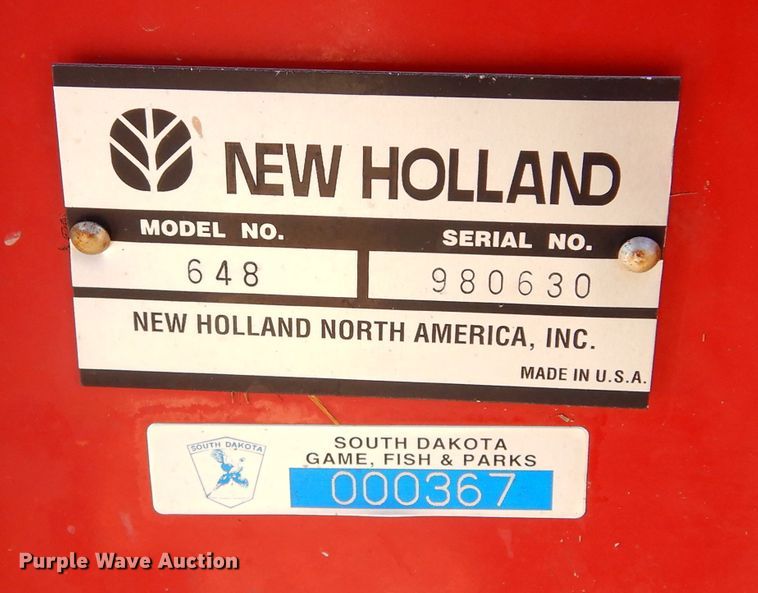 NEW HOLLAND
MODEL NO.
648
SERIAL NO.
980630
NEW HOLLAND NORTH AMERICA, INC.
MADE IN U.S.A.
SOUTH DAKOTA
SOUTH DAKOTA
GAME, FISH & PARKS
000367
Purple Wave Auction